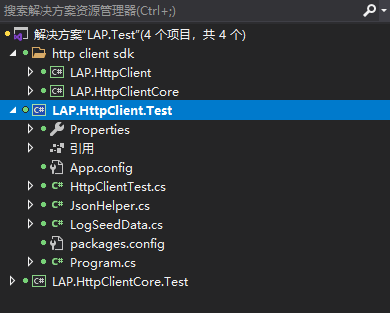 搜索解决方案资源管理器(Ctrl+;)
解决方案"LAP.Test"(4 个项目，共 4 个)
http client sdk
C# LAP.HttpClient
C# LAP.HttpClientCore
C# LAP.HttpClient.Test
Properties
引用
App.config
C# HttpClientTest.cs
C# JsonHelper.cs
C# LogSeedData.cs
packages.config
C# Program.cs
C# LAP.HttpClientCore.Test